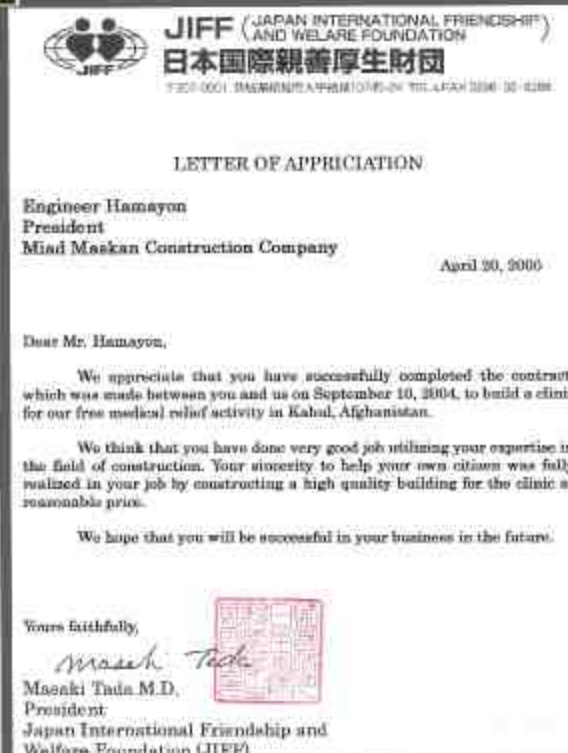 JIFF (JAPAN INTERNATIONAL FRIENDSHIP
AND WELARE FOUNDATION)
JIFF
日本国際親善厚生財団
LETTER OF APPRICIATION
Engineer Hamayon
President
Miad Maskan Construction Company
April 20, 2006
Dear Mr. Hamayon,
We appreciate that you have successfully completed the contract
which was made between you and us on September 10, 2004, to build a clini
for our free medical relief activity in Kabul, Afghanistan.
We think that you have done very good job utilizing your expertise in
the field of construction. Your sincerity to help your own citizen was fully
realized in your job by constructing a high quality building for the clinic a
reasonable price.
We hope that you will be successful in your business in the future.
Yours faithfully,
Masaki Tada M.D.
President
Japan International Friendship and
Welfare Foundation (JIFF)